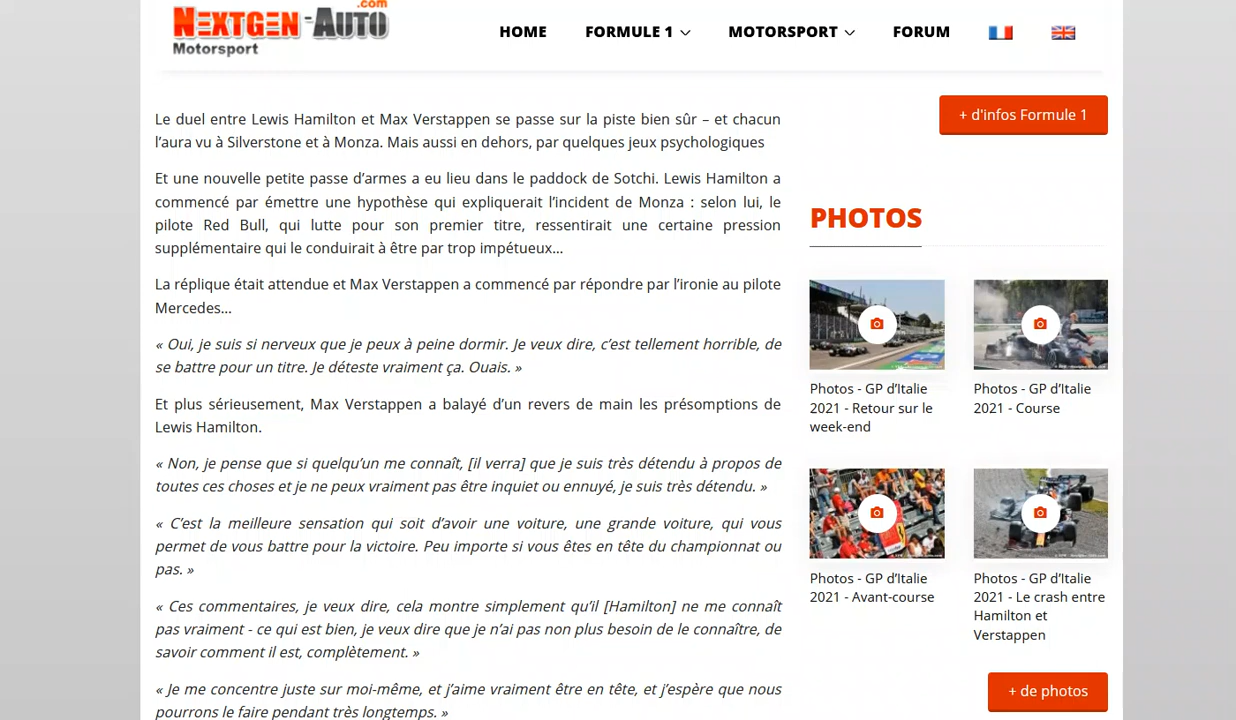 .com
NEXTGEN-AUTO
Motorsport
HOME
FORMULE 1
MOTORSPORT
FORUM
Le duel entre Lewis Hamilton et Max Verstappen se passe sur la piste bien sûr – et chacun
l’aura vu à Silverstone et à Monza. Mais aussi en dehors, par quelques jeux psychologiques
Et une nouvelle petite passe d’armes a eu lieu dans le paddock de Sotchi. Lewis Hamilton a
commencé par émettre une hypothèse qui expliquerait l’incident de Monza : selon lui, le
pilote Red Bull, qui lutte pour son premier titre, ressentirait une certaine pression
supplémentaire qui le conduirait à être par trop impétueux…
La réplique était attendue et Max Verstappen a commencé par répondre par l’ironie au pilote
Mercedes…
« Oui, je suis si nerveux que je peux à peine dormir. Je veux dire, c’est tellement horrible, de
se battre pour un titre. Je déteste vraiment ça. Ouais. »
Et plus sérieusement, Max Verstappen a balayé d’un revers de main les présomptions de
Lewis Hamilton.
« Non, je pense que si quelqu’un me connaît, [il verra] que je suis très détendu à propos de
toutes ces choses et je ne peux vraiment pas être inquiet ou ennuyé, je suis très détendu. »
« C’est la meilleure sensation qui soit d’avoir une voiture, une grande voiture, qui vous
permet de vous battre pour la victoire. Peu importe si vous êtes en tête du championnat ou
pas. »
« Ces commentaires, je veux dire, cela montre simplement qu’il [Hamilton] ne me connaît
pas vraiment - ce qui est bien, je veux dire que je n’ai pas non plus besoin de le connaître, de
savoir comment il est, complètement. »
« Je me concentre juste sur moi-même, et j’aime vraiment être en tête, et j’espère que nous
pourrons le faire pendant très longtemps. »
+ d'infos Formule 1
PHOTOS
Photos - GP d’Italie
2021 - Retour sur le
week-end
Photos - GP d’Italie
2021 - Course
Photos - GP d’Italie
2021 - Avant-course
Photos - GP d’Italie
2021 - Le crash entre
Hamilton et
Verstappen
+ de photos